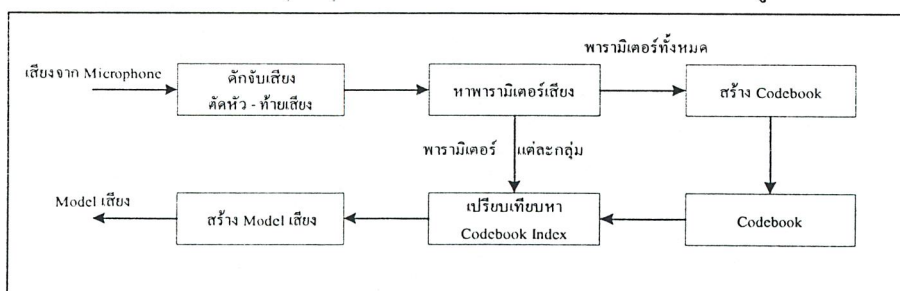 พารามิเตอร์ทั้งหมด
เสียงจาก Microphone
ดักจับเสียง
ตัดหัว - ท้ายเสียง
หาพารามิเตอร์เสียง
สร้าง Codebook
พารามิเตอร์ แต่ละกลุ่ม
Model เสียง
สร้าง Model เสียง
เปรียบเทียบหา
Codebook Index
Codebook